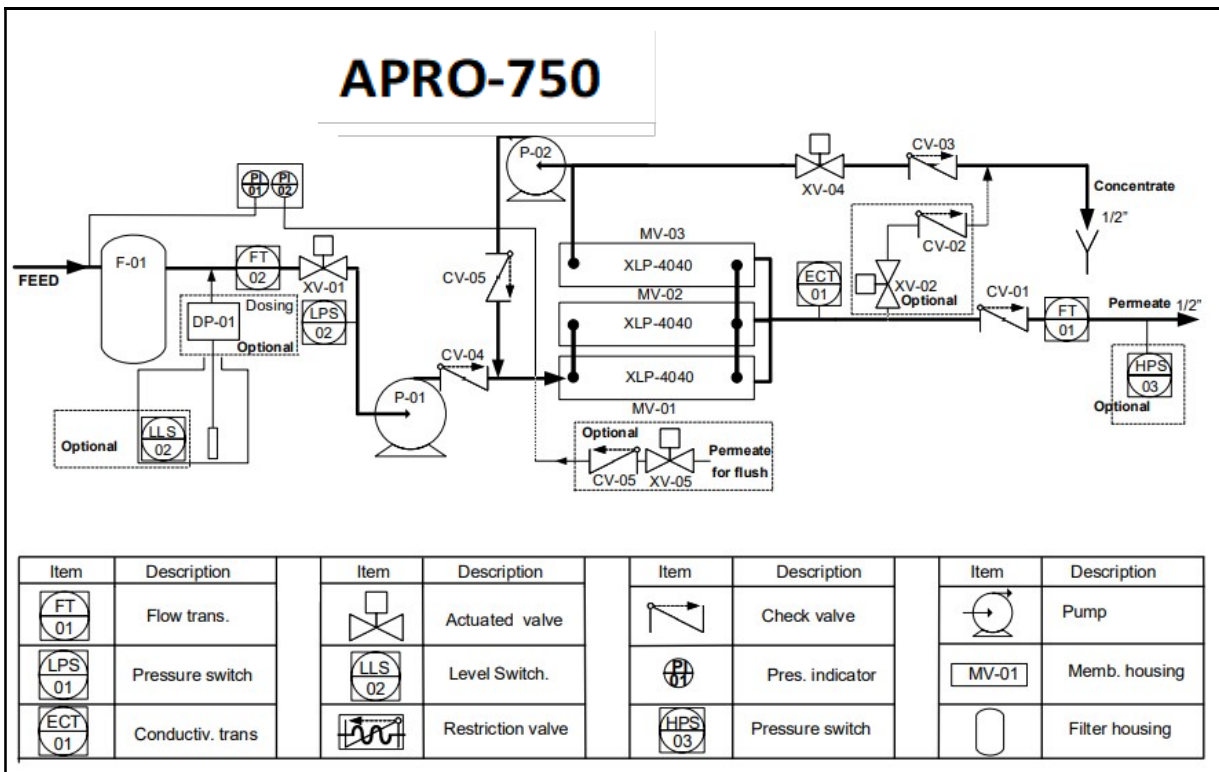 APRO-750
P-02
CV-03
XV-04
Concentrate
1/2”
PI
01
PI
02
MV-03
XLP-4040
CV-02
XV-02
Optional
F-01
FEED
FT
02
XV-01
CV-05
MV-02
XLP-4040
ECT
01
CV-01
FT
01
Permeate 1/2”
DP-01
Dosing
Optional
LPS
02
CV-04
XLP-4040
MV-01
P-01
HPS
03
Optional
Optional
LLS
02
Optional
Permeate
for flush
CV-05 XV-05
Item Description Item Description Item Description Item Description
FT
01
Flow trans.
Actuated valve
Check valve
Pump
LPS
01
Pressure switch
LLS
02
Level Switch.
PI
01
Pres. indicator
MV-01
Memb. housing
ECT
01
Conductiv. trans
Restriction valve
HPS
03
Pressure switch
Filter housing